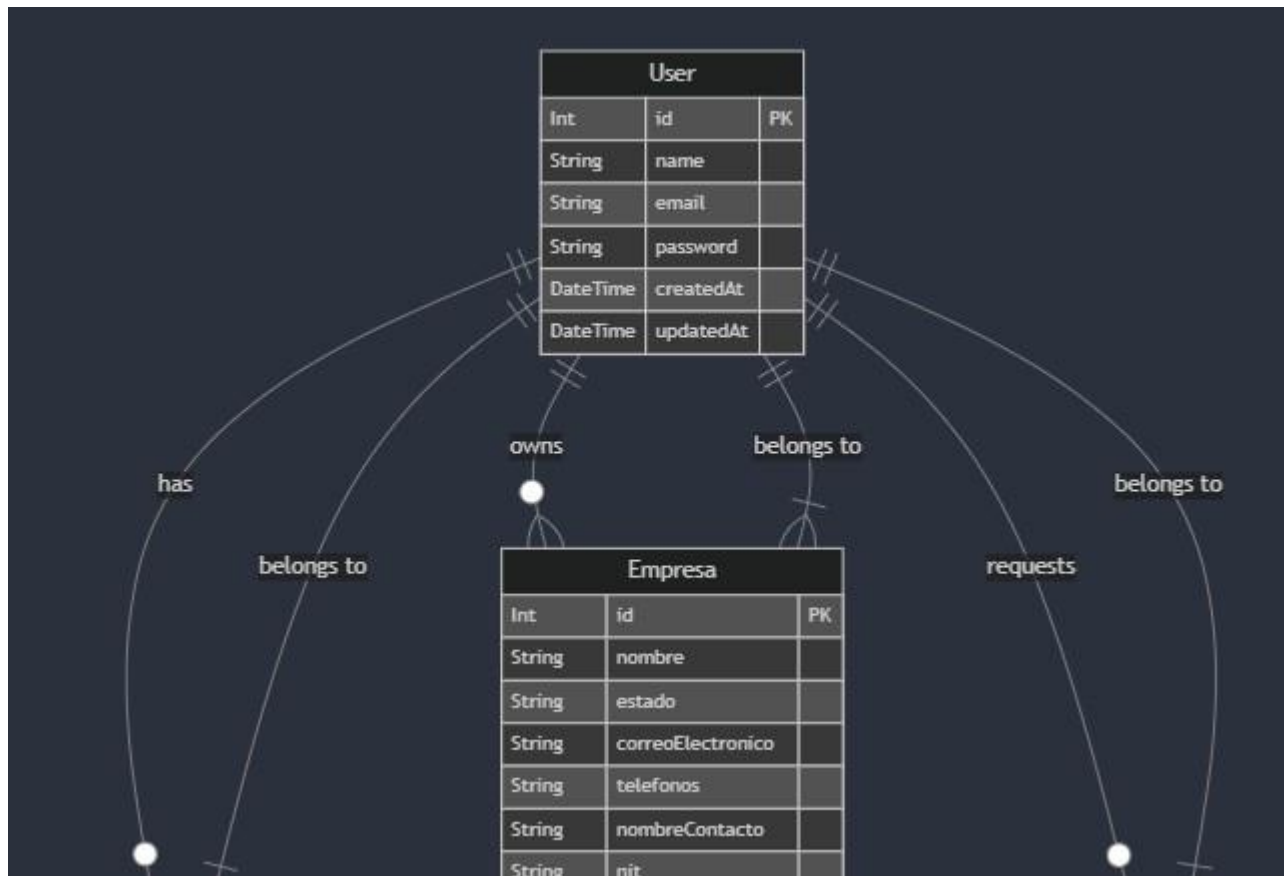 User
Int id PK
String name
String email
String password
DateTime createdAt
DateTime updatedAt
owns
belongs to
has
belongs to
belongs to
requests
Empresa
Int id PK
String nombre
String estado
String correoElectronico
String telefonos
String nombreContacto
String nit